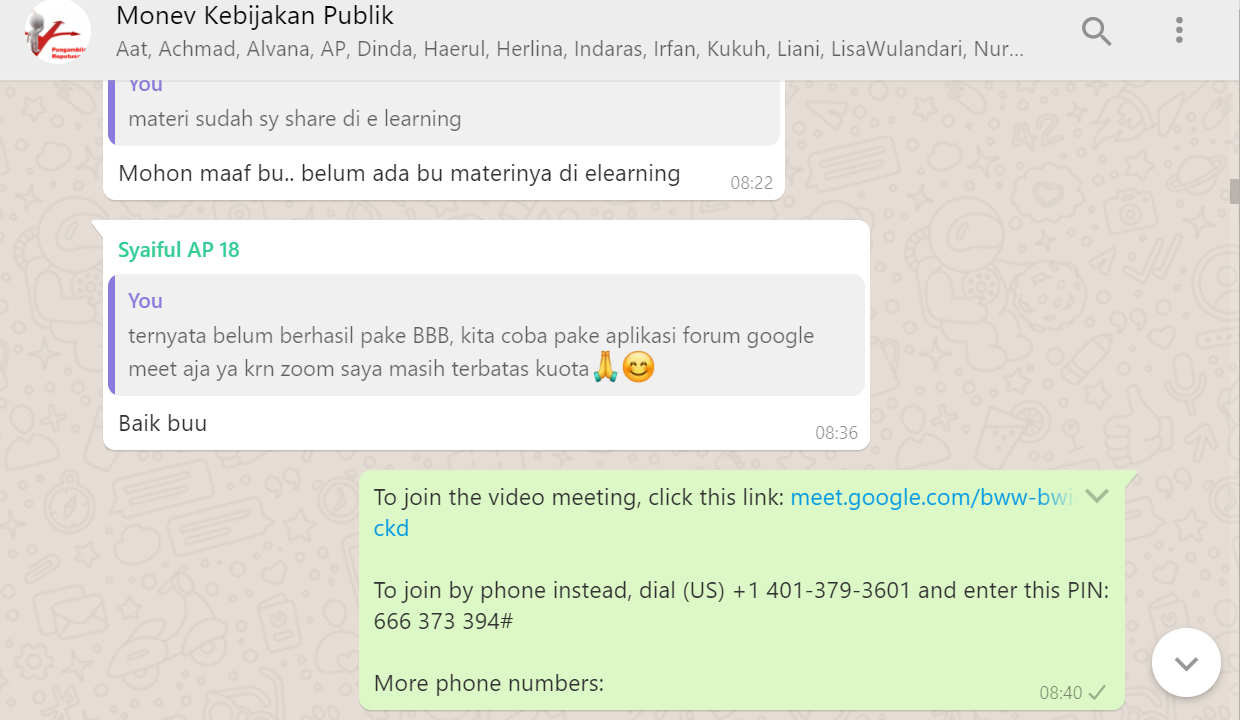 Monev Kebijakan Publik
Aat, Achmad, Alvana, AP, Dinda, Haerul, Herlina, Indaras, Irfan, Kukuh, Liani, LisaWulandari, Nur...
Pengambilan
Keputusan
You
materi sudah sy share di e learning
Mohon maaf bu.. belum ada bu materinya di elearning
08:22
Syaiful AP 18
You
ternyata belum berhasil pake BBB, kita coba pake aplikasi forum google
meet aja ya krn zoom saya masih terbatas kuota🙏😊
Baik buu
08:36
To join the video meeting, click this link: meet.google.com/bww-bwi
ckd
To join by phone instead, dial (US) +1 401-379-3601 and enter this PIN:
666 373 394#
More phone numbers:
08:40